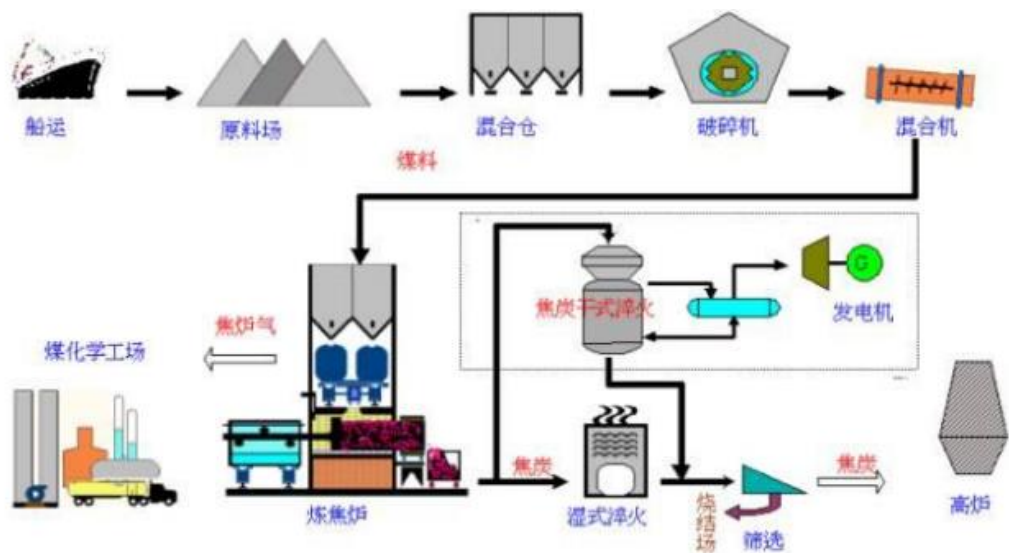 船运
原料场
混合仓
破碎机
混合机
煤料
焦炭干式淬火
G
发电机
焦炉气
煤化学工场
炼焦炉
焦炭
湿式淬火
烧结场
筛选
焦炭
高炉